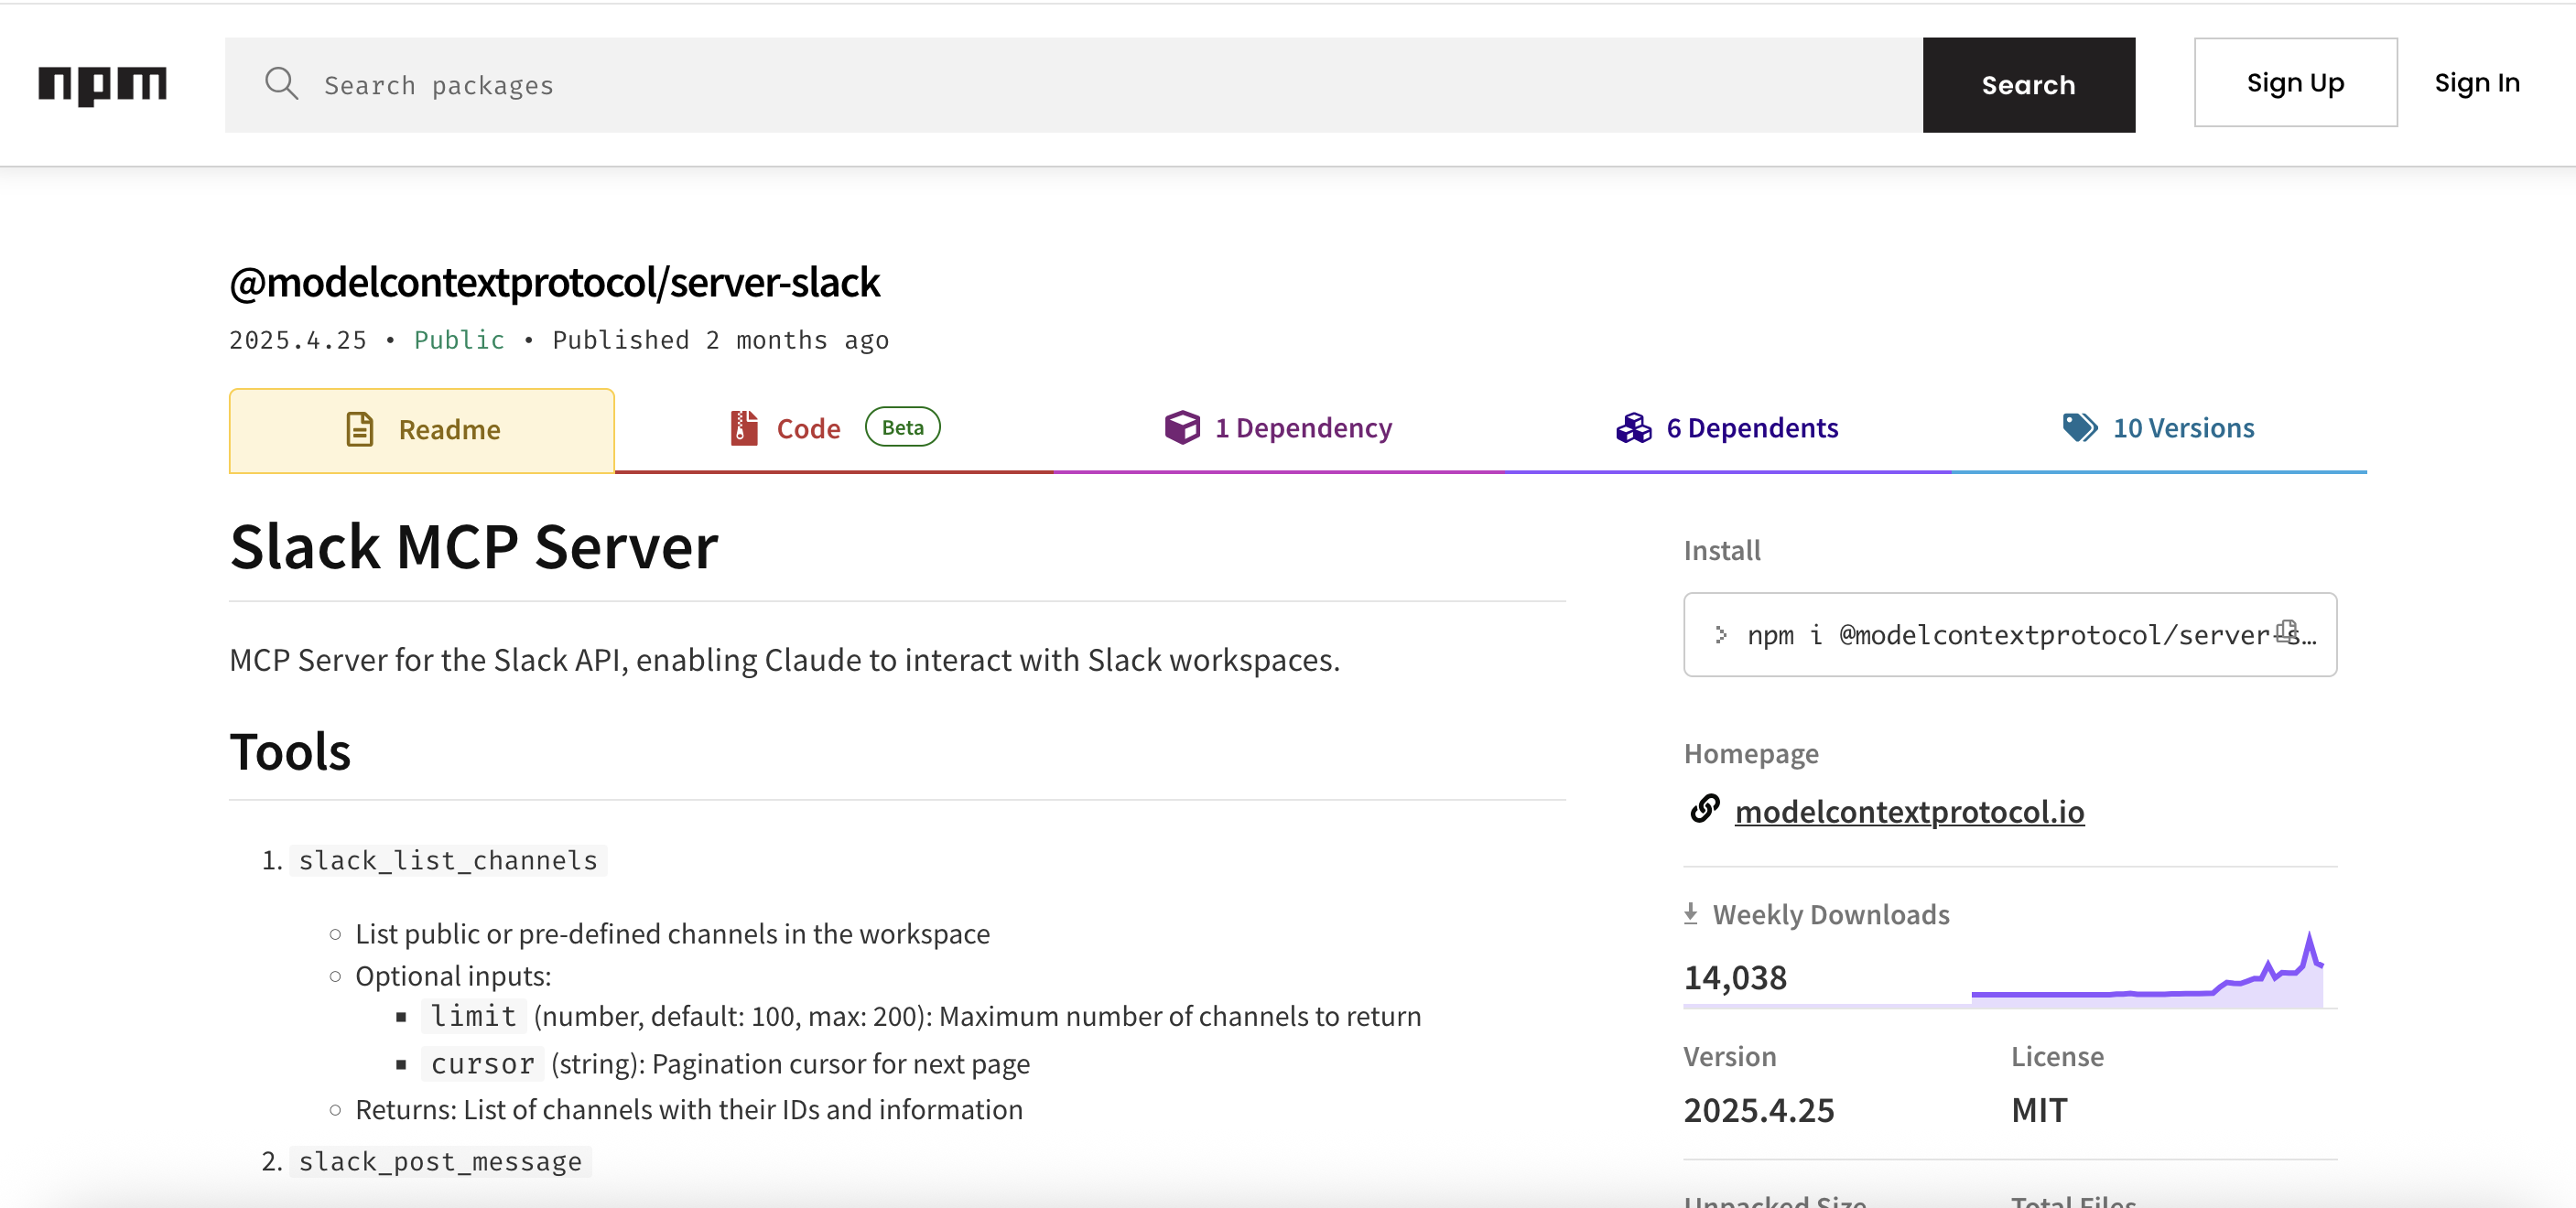 npm
Search packages
Search
Sign Up
Sign In
@modelcontextprotocol/server-slack
2025.4.25 • Public • Published 2 months ago
Readme
Code Beta
1 Dependency
6 Dependents
10 Versions
Slack MCP Server
MCP Server for the Slack API, enabling Claude to interact with Slack workspaces.
Tools
1. slack_list_channels
○ List public or pre-defined channels in the workspace
○ Optional inputs:
▪ limit (number, default: 100, max: 200): Maximum number of channels to return
▪ cursor (string): Pagination cursor for next page
○ Returns: List of channels with their IDs and information
2. slack_post_message
Install
> npm i @modelcontextprotocol/server-s…
Homepage
modelcontextprotocol.io
Weekly Downloads
14,038
Version
License
2025.4.25
MIT
Unpacked Size
Total Files